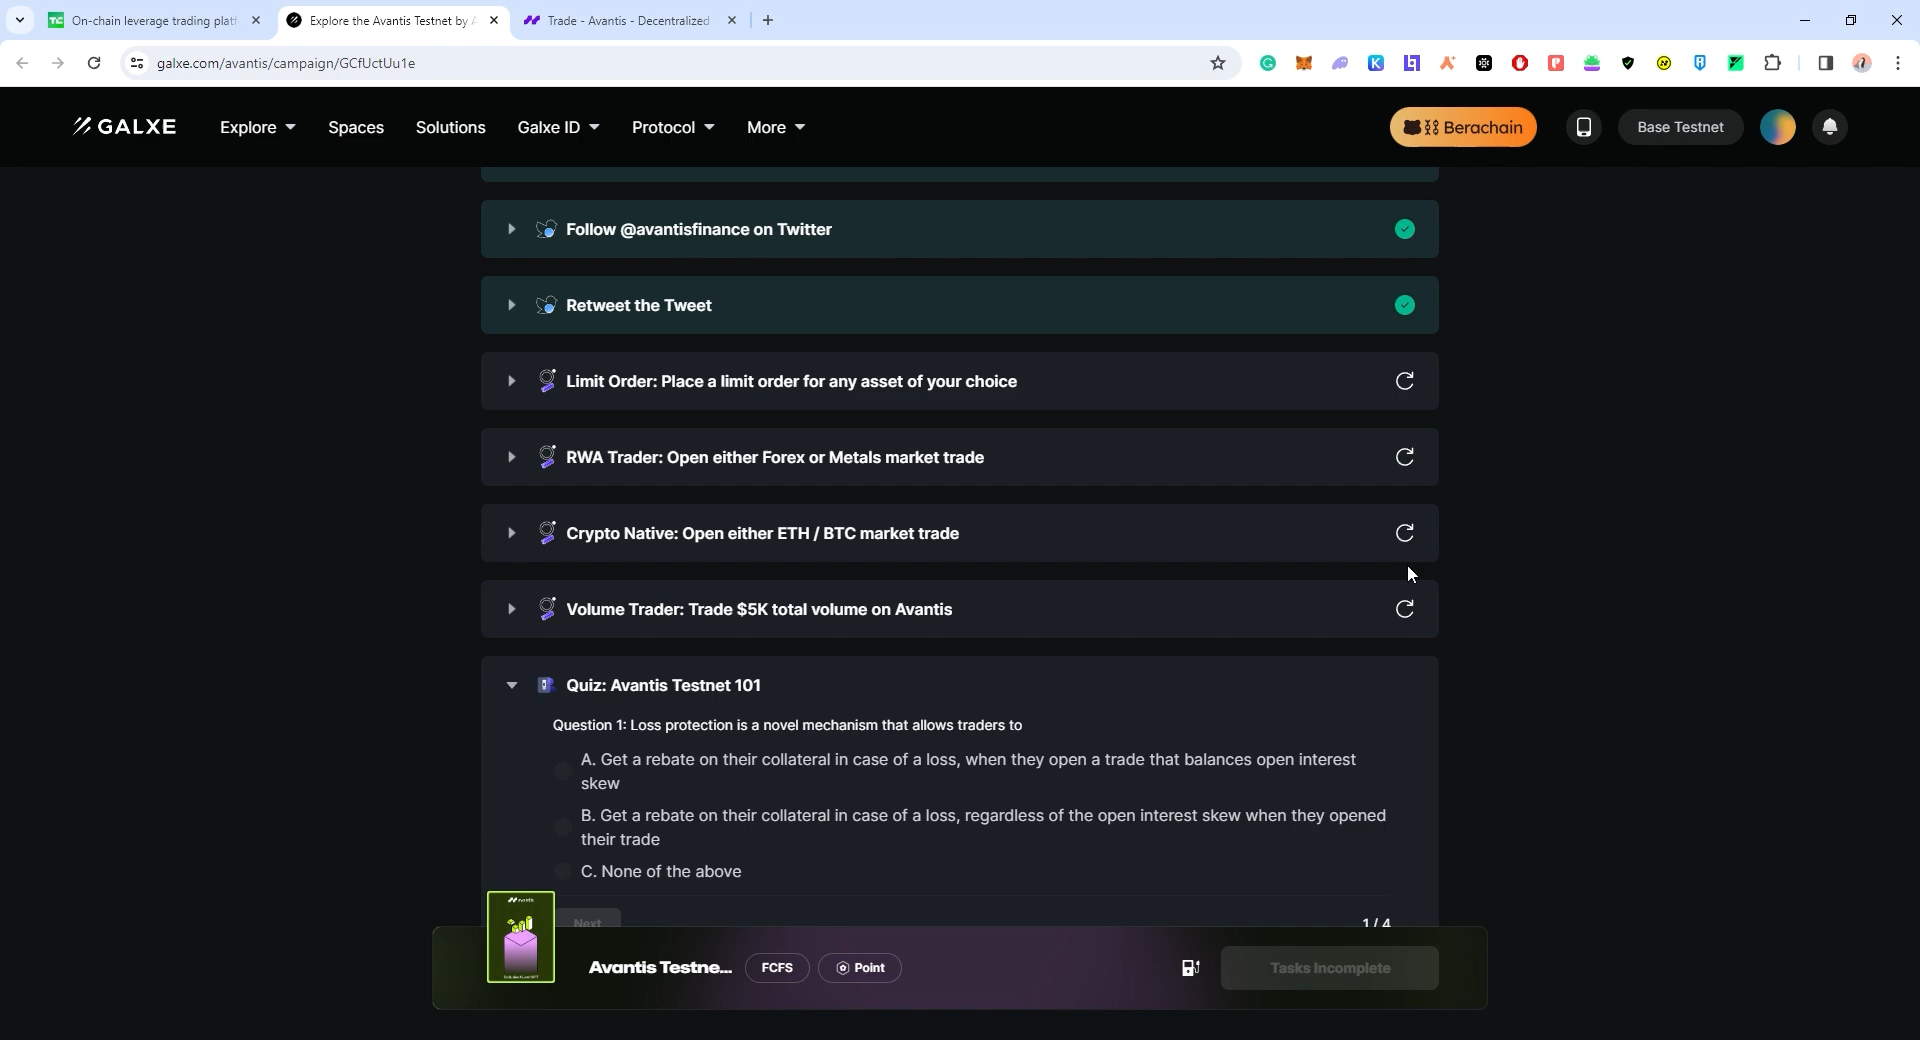 On-chain leverage trading platf
Explore the Avantis Testnet by A
Trade - Avantis - Decentralized
galxe.com/avantis/campaign/GCfUctUu1e
GALXE
Explore
Spaces
Solutions
Galxe ID
Protocol
More
Berachain
Base Testnet
Follow @avantisfinance on Twitter
Retweet the Tweet
Limit Order: Place a limit order for any asset of your choice
RWA Trader: Open either Forex or Metals market trade
Crypto Native: Open either ETH / BTC market trade
Volume Trader: Trade $5K total volume on Avantis
Quiz: Avantis Testnet 101
Question 1: Loss protection is a novel mechanism that allows traders to
A. Get a rebate on their collateral in case of a loss, when they open a trade that balances open interest
skew
B. Get a rebate on their collateral in case of a loss, regardless of the open interest skew when they opened
their trade
C. None of the above
Next
1 / 4
Avantis
Avantis Testne...
FCFS
Point
Tasks Incomplete